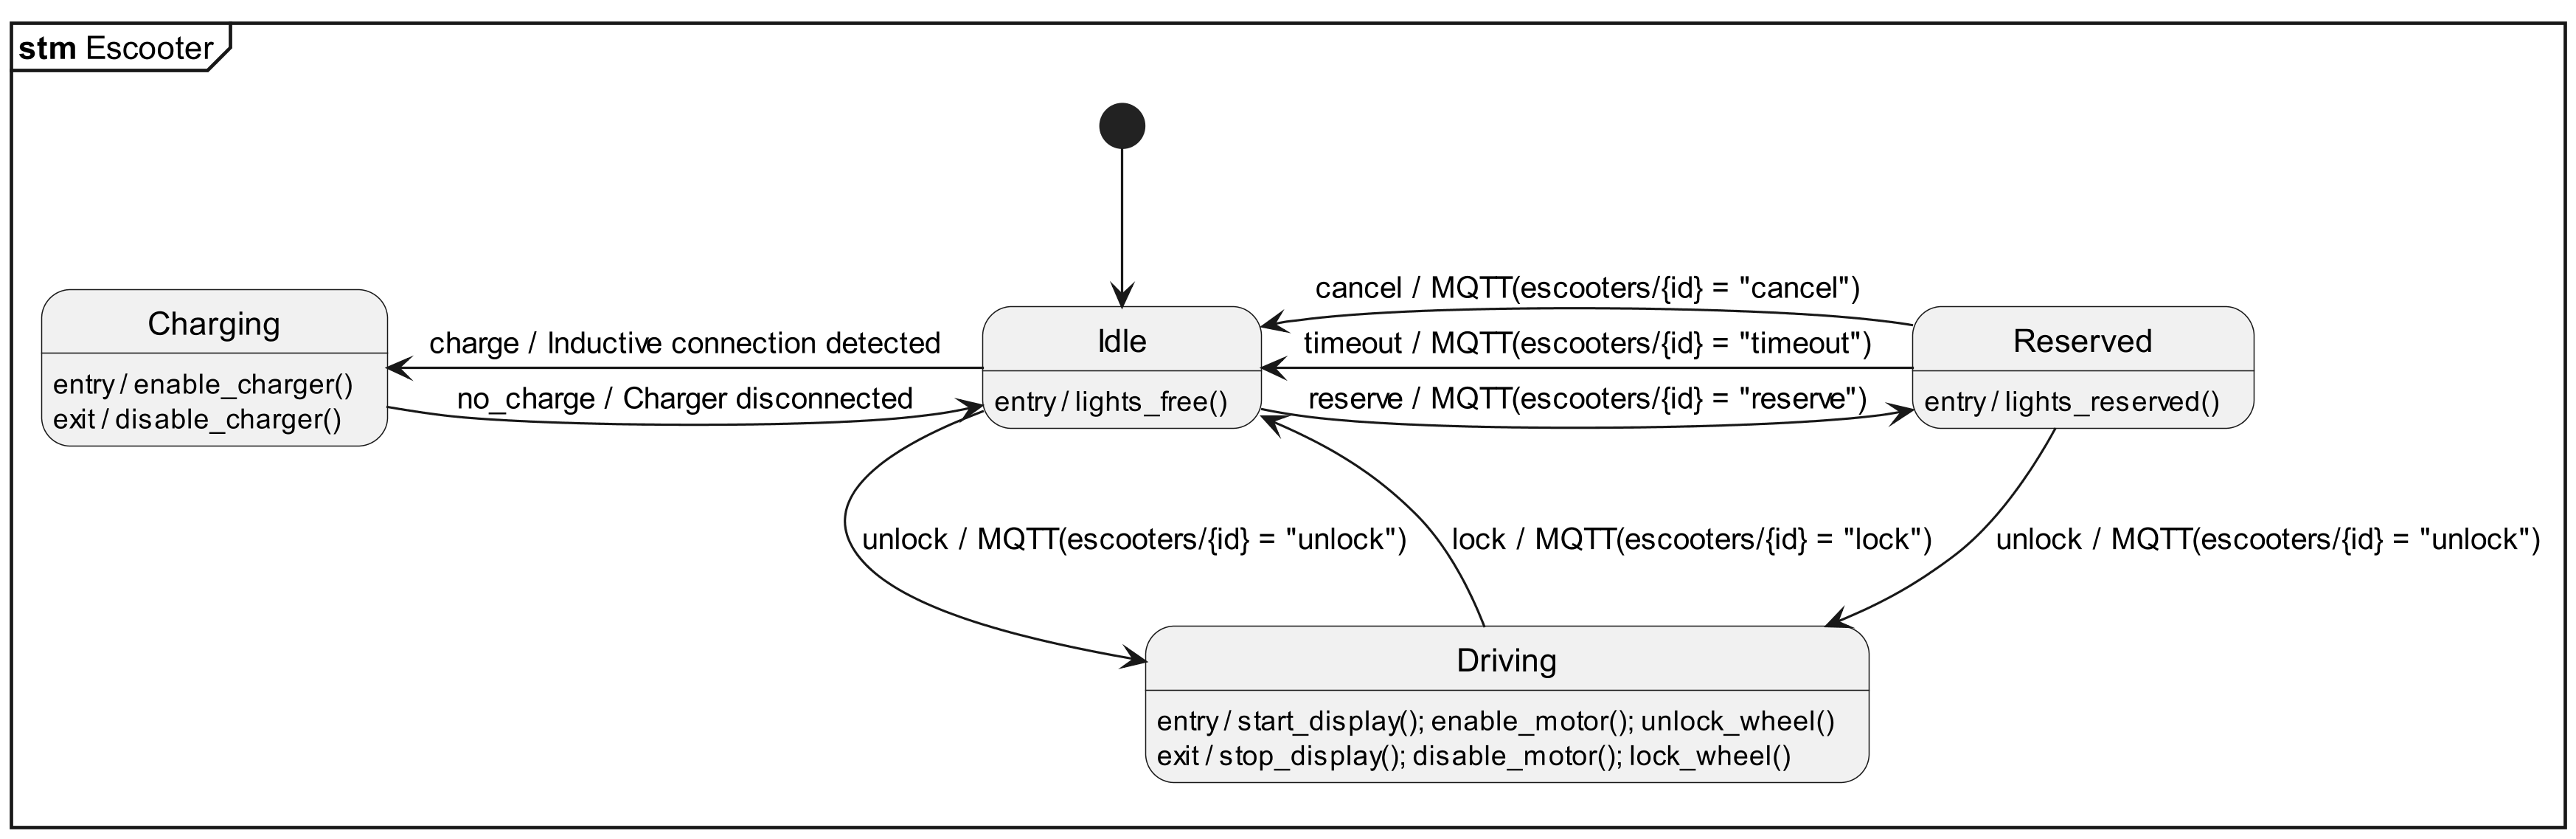 stm Escooter
cancel / MQTT(escooters/{id} = "cancel")
Charging
entry / enable_charger()
exit / disable_charger()
charge / Inductive connection detected
no_charge / Charger disconnected
Idle
entry / lights_free()
timeout / MQTT(escooters/{id} = "timeout")
reserve / MQTT(escooters/{id} = "reserve")
Reserved
entry / lights_reserved()
unlock / MQTT(escooters/{id} = "unlock")
lock / MQTT(escooters/{id} = "lock")
unlock / MQTT(escooters/{id} = "unlock")
Driving
entry / start_display(); enable_motor(); unlock_wheel()
exit / stop_display(); disable_motor(); lock_wheel()